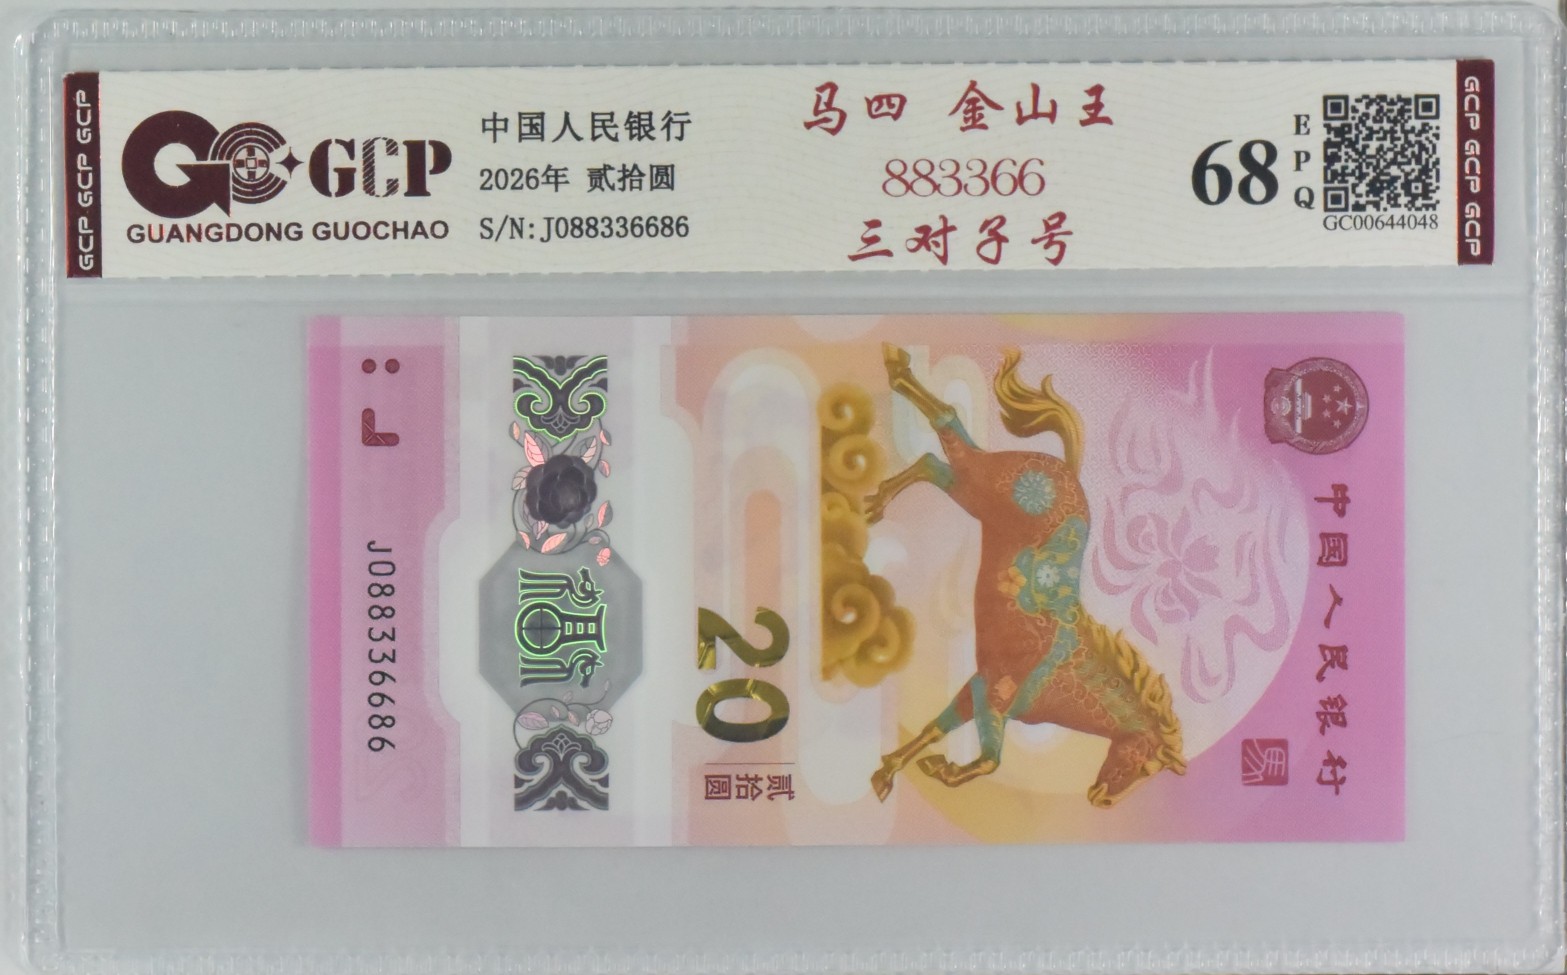 GCP GCP GCP
GCP
GUANGDONG GUOCHAO
中国人民银行
2026年 贰拾圆
S/N:J088336686
马四 金山王
883366
三对子号
68
EPQ
GC00644048
GCP GCP GCP
J
J088336686
20
贰拾圆
中国人民银行